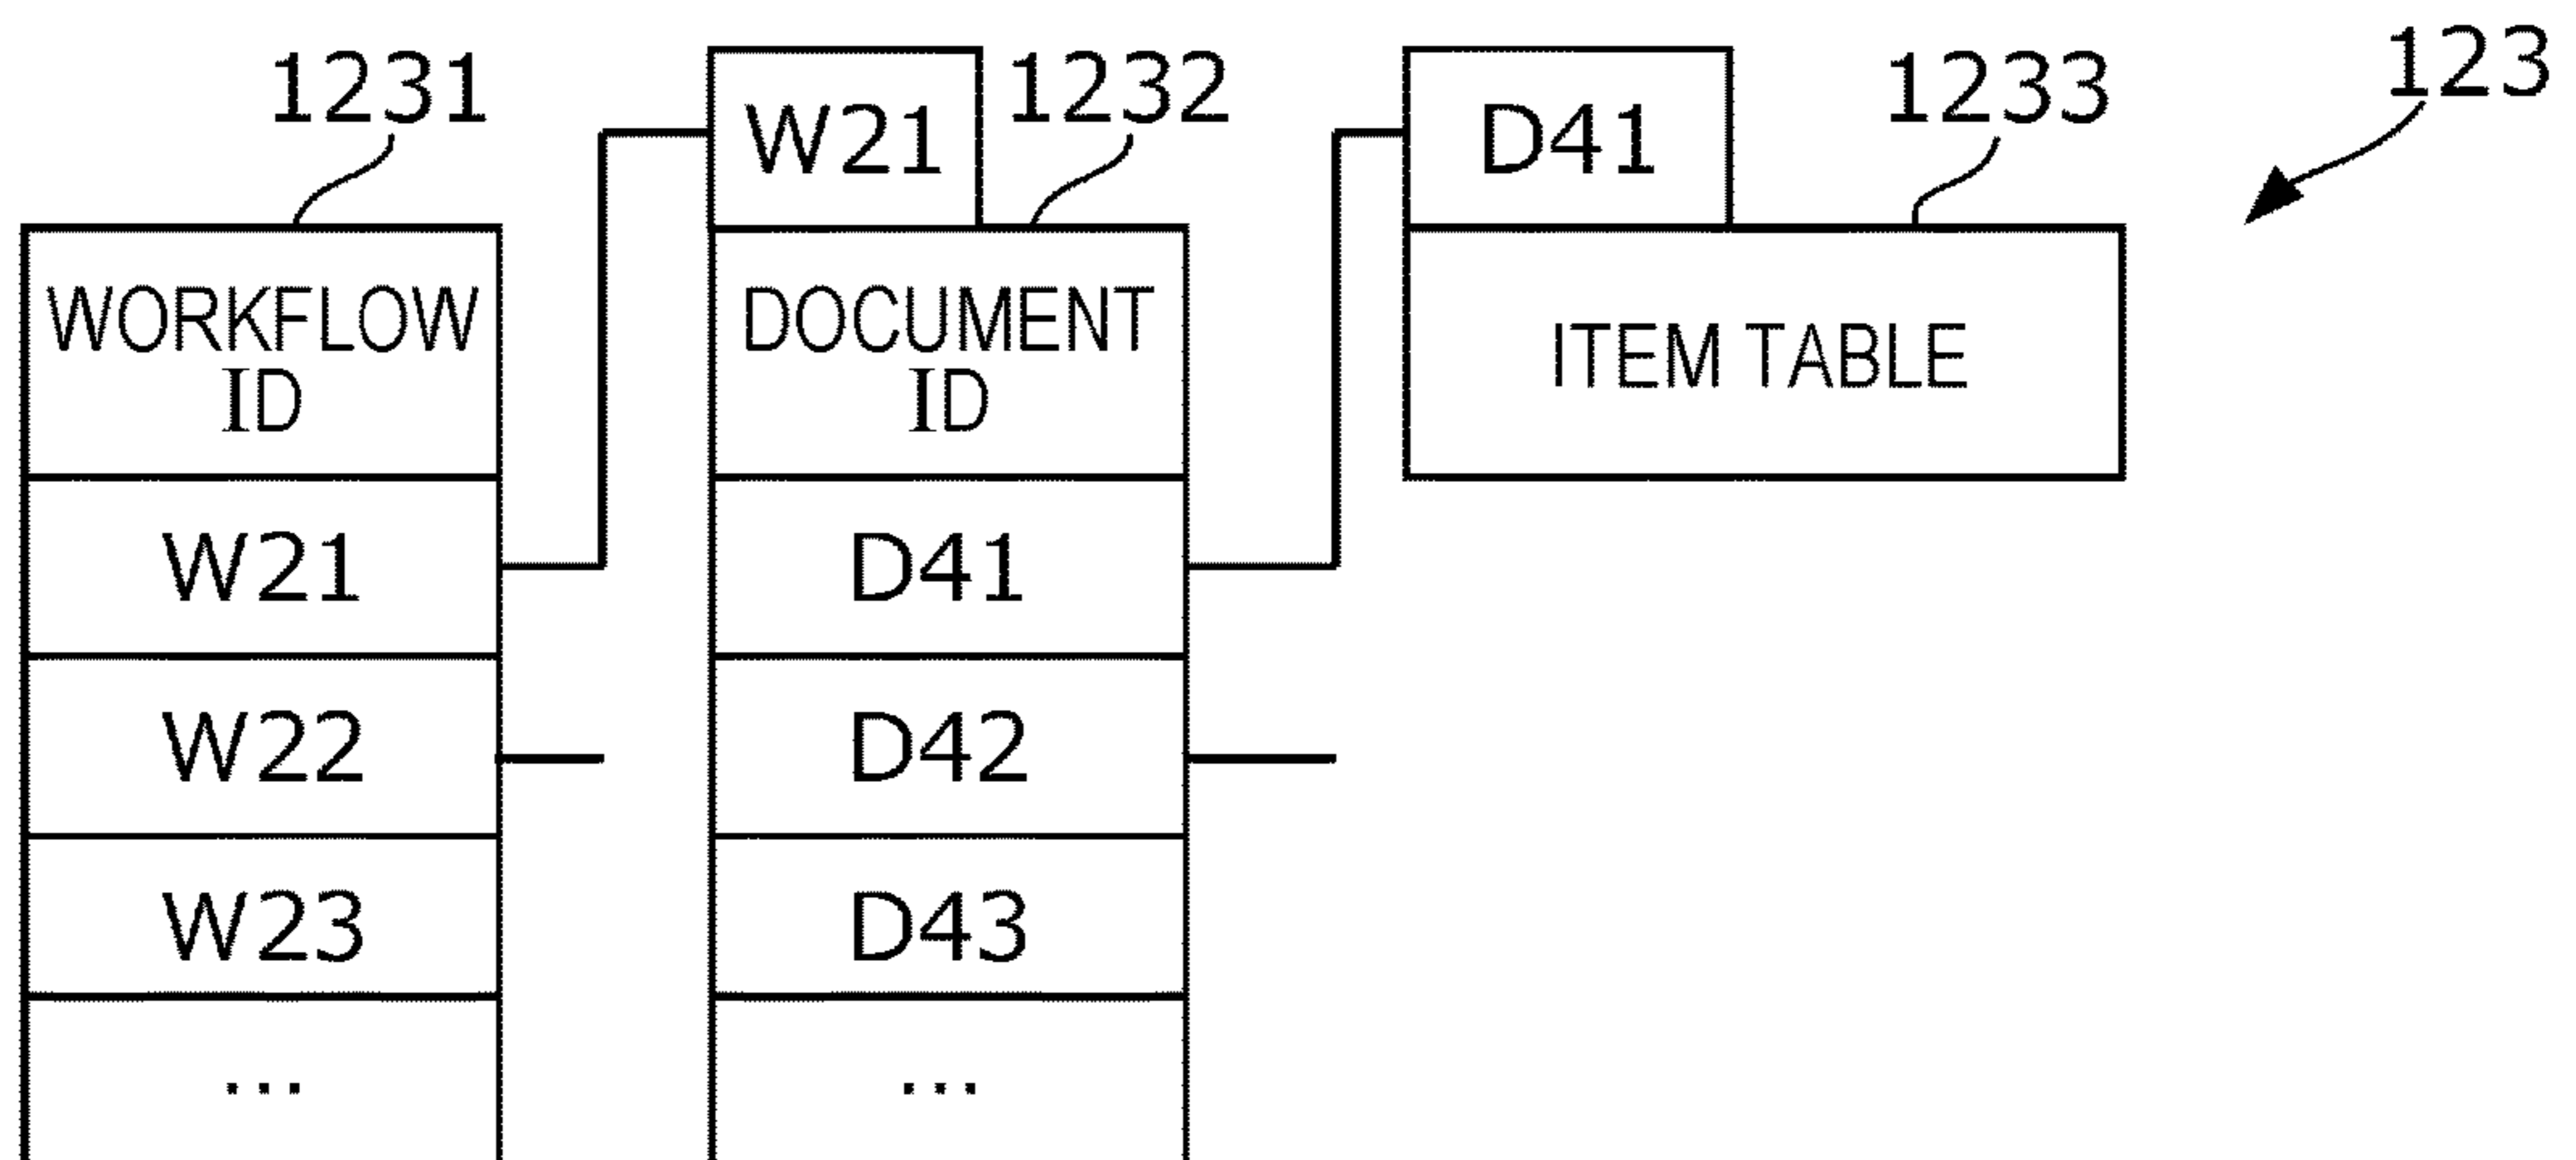 1231
W21
1232
D41
1233
123
WORKFLOW
ID
DOCUMENT
ID
ITEM TABLE
W21
D41
W22
D42
W23
D43
...
...